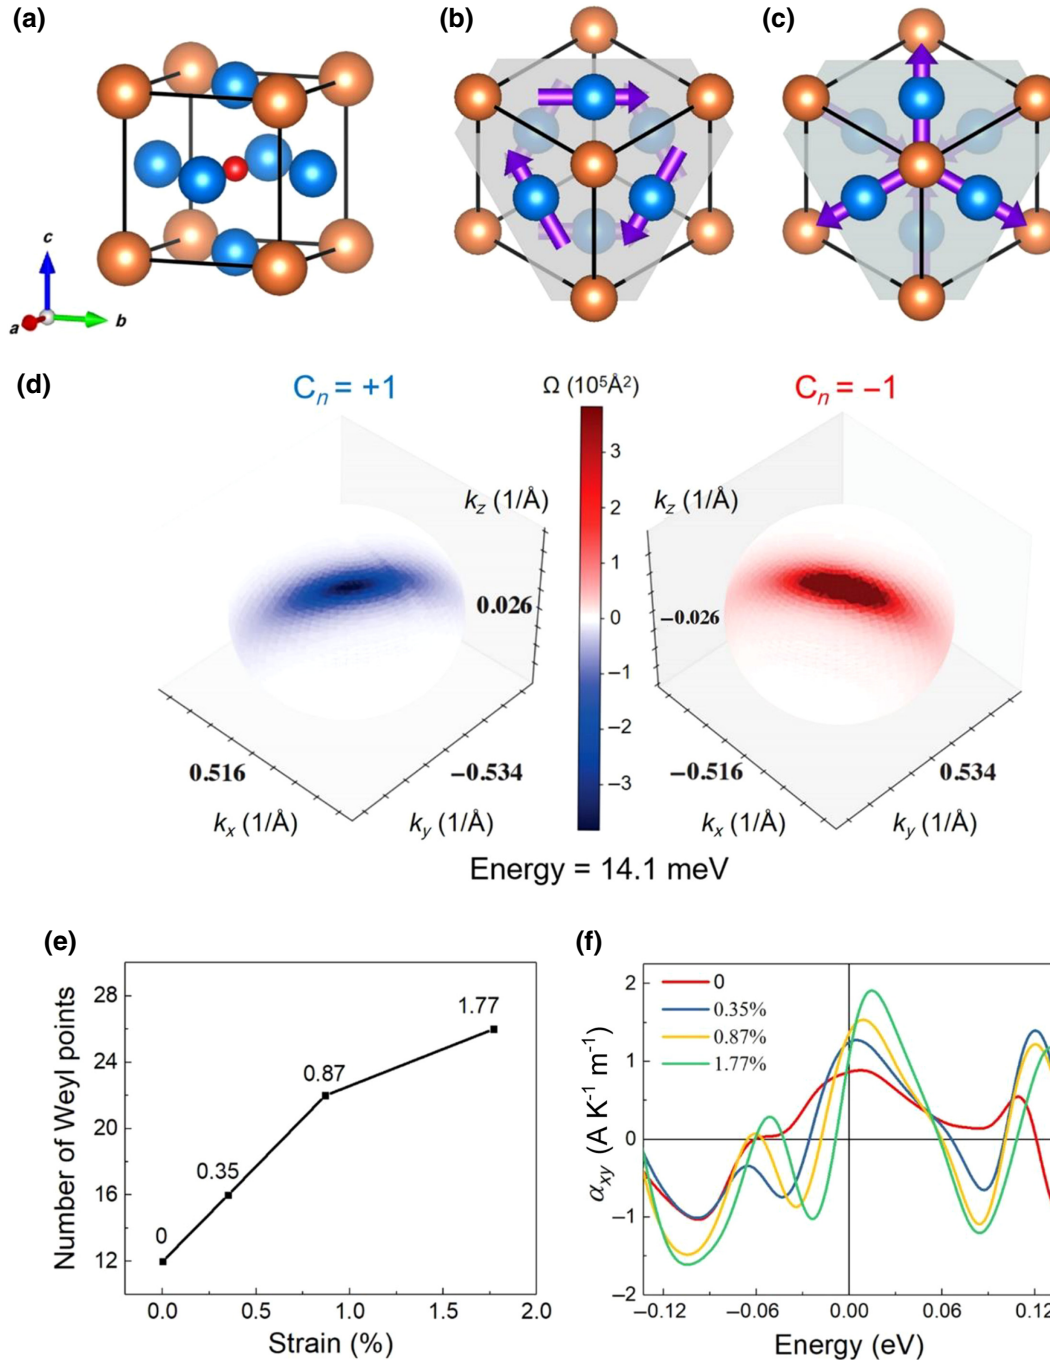 (a)
(b)
(c)
c
a
b
(d)
Cn = +1
Ω (10⁵Å²)
Cn = −1
3
2
1
0
−1
−2
−3
kz (1/Å)
kz (1/Å)
0.026
−0.026
0.516
−0.534
−0.516
0.534
kx (1/Å)
ky (1/Å)
kx (1/Å)
ky (1/Å)
Energy = 14.1 meV
(e)
Number of Weyl points
28
24
20
16
12
0
0.35
0.87
1.77
0.0
0.5
1.0
1.5
2.0
Strain (%)
(f)
αxy (A K⁻¹ m⁻¹)
2
1
0
−1
−2
0
0.35%
0.87%
1.77%
−0.12
−0.06
0.00
0.06
0.12
Energy (eV)